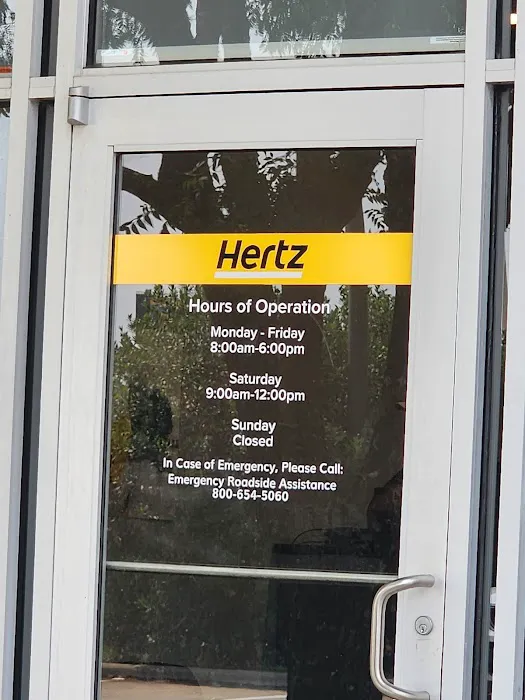 Hertz
Hours of Operation
Monday - Friday
8:00am-6:00pm
Saturday
9:00am-12:00pm
Sunday
Closed
In Case of Emergency, Please Call:
Emergency Roadside Assistance
800-654-5060